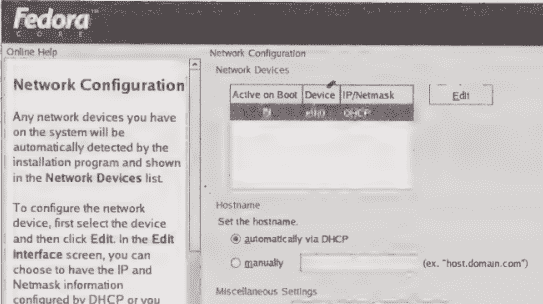 Fedora
CORE
Online Help
Network Configuration
Any network devices you have
on the system will be
automatically detected by the
installation program and shown
in the Network Devices list.
To configure the network
device, first select the device
and then click Edit. In the Edit
Interface screen, you can
choose to have the IP and
Netmask information
configured by DHCP or you
Network Configuration
Network Devices
Active on Boot Device IP/Netmask
eth0 DHCP
Edit
Hostname
Set the hostname.
automatically via DHCP
manually (ex. "host.domain.com")
Miscellaneous Settings